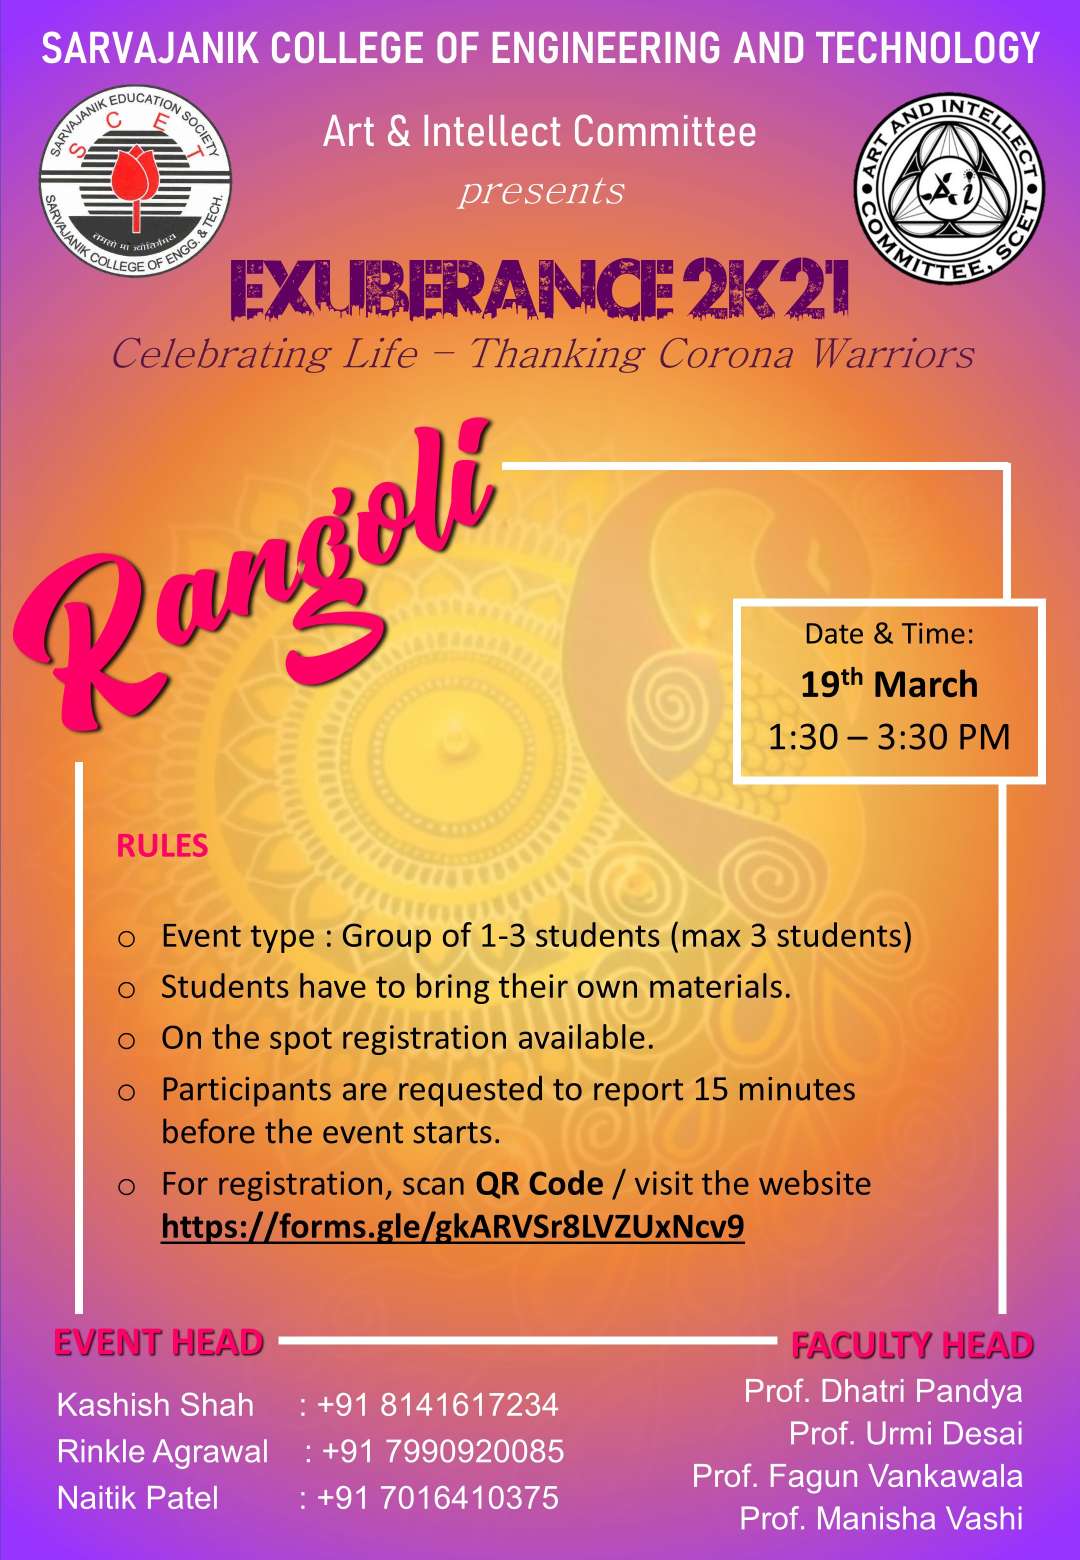 SARVAJANIK COLLEGE OF ENGINEERING AND TECHNOLOGY
SARVAJANIK EDUCATION SOCIETY
S C E T
तमसो मा ज्योतिर्गमय
SARVAJANIK COLLEGE OF ENGG. & TECH.
Art & Intellect Committee
presents
ART AND INTELLECT
Ai
COMMITTEE, SCET
EXUBERANCE 2K21
Celebrating Life – Thanking Corona Warriors
Rangoli
Date & Time:
19th March
1:30 – 3:30 PM
RULES
o Event type : Group of 1-3 students (max 3 students)
o Students have to bring their own materials.
o On the spot registration available.
o Participants are requested to report 15 minutes
before the event starts.
o For registration, scan QR Code / visit the website
https://forms.gle/gkARVSr8LVZUxNcv9
EVENT HEAD
Kashish Shah : +91 8141617234
Rinkle Agrawal : +91 7990920085
Naitik Patel : +91 7016410375
FACULTY HEAD
Prof. Dhatri Pandya
Prof. Urmi Desai
Prof. Fagun Vankawala
Prof. Manisha Vashi